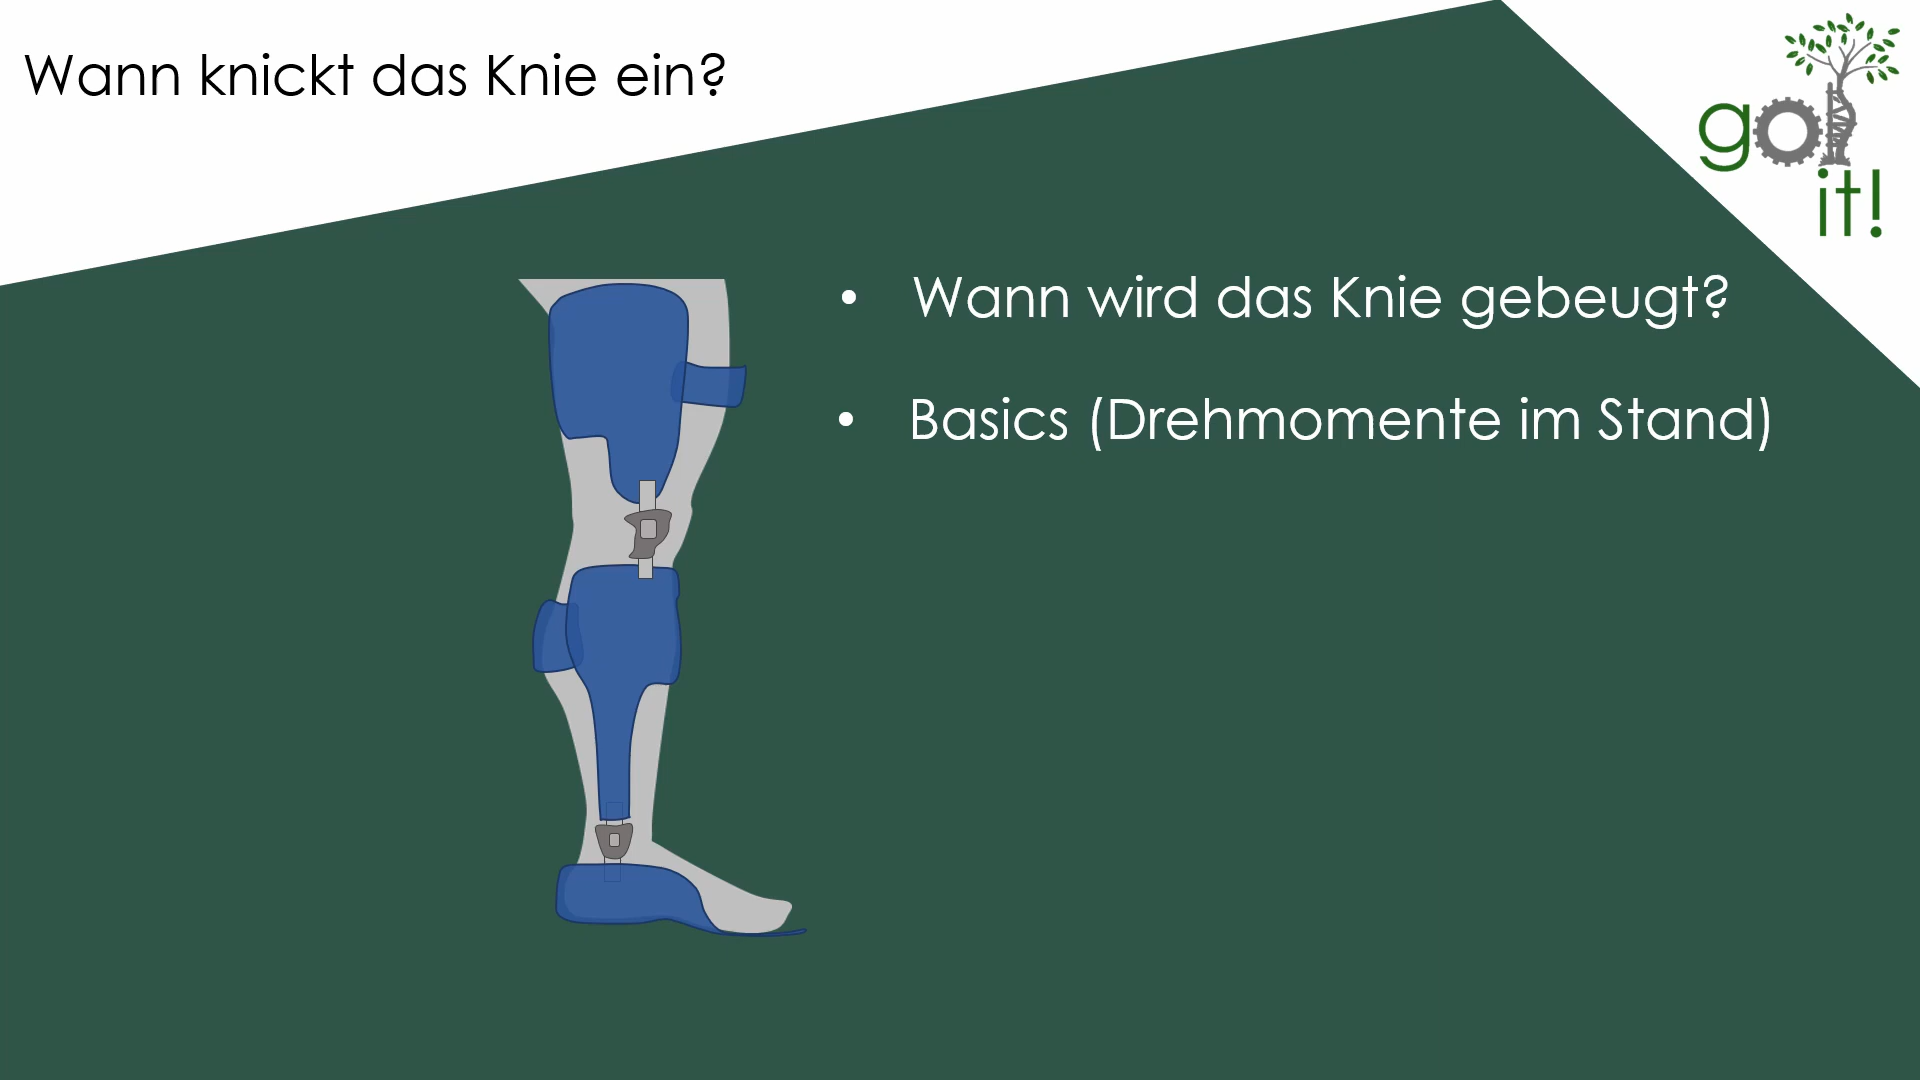 Wann knickt das Knie ein?
go
it!
• Wann wird das Knie gebeugt?
• Basics (Drehmomente im Stand)